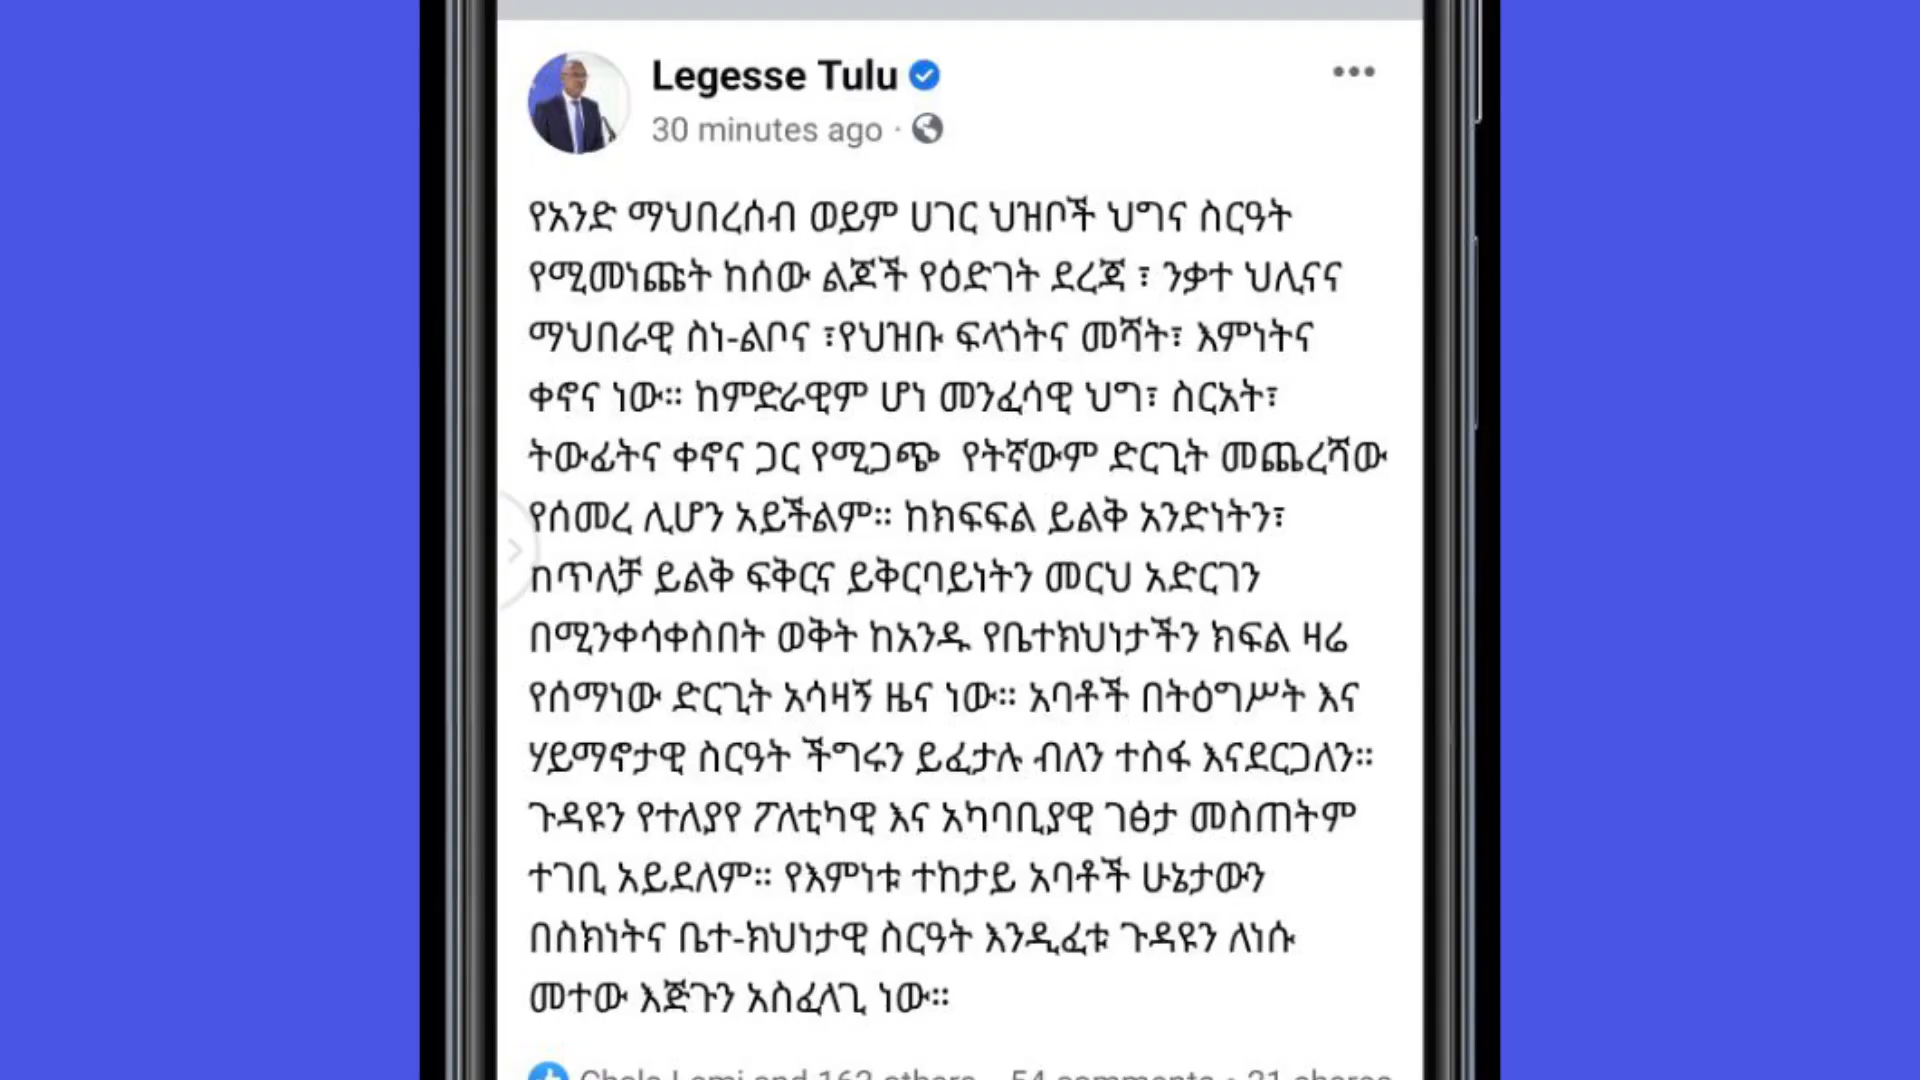 Legesse Tulu
30 minutes ago ·
የአንድ ማህበረሰብ ወይም ሀገር ህዝቦች ህግና ስርዓት
የሚመነጩት ከሰው ልጆች የዕድገት ደረጃ ፣ ንቃተ ህሊናና
ማህበራዊ ስነ-ልቦና ፣የህዝቡ ፍላጎትና መሻት፣ እምነትና
ቀኖና ነው። ከምድራዊም ሆነ መንፈሳዊ ህግ፣ ስርአት፣
ትውፊትና ቀኖና ጋር የሚጋጭ የትኛውም ድርጊት መጨረሻው
የሰመረ ሊሆን አይችልም። ከክፍፍል ይልቅ አንድነትን፣
ከጥለቻ ይልቅ ፍቅርና ይቅርባይነትን መርህ አድርገን
በሚንቀሳቀስበት ወቅት ከአንዱ የቤተክህነታችን ክፍል ዛሬ
የሰማነው ድርጊት አሳዛኝ ዜና ነው። አባቶች በትዕግሥት እና
ሃይማኖታዊ ስርዓት ችግሩን ይፈታሉ ብለን ተስፋ እናደርጋለን።
ጉዳዩን የተለያየ ፖለቲካዊ እና አካባቢያዊ ገፅታ መስጠትም
ተገቢ አይደለም። የእምነቱ ተከታይ አባቶች ሁኔታውን
በስክነትና ቤተ-ክህነታዊ ስርዓት እንዲፈቱ ጉዳዩን ለነሱ
መተው እጅጉን አስፈላጊ ነው።